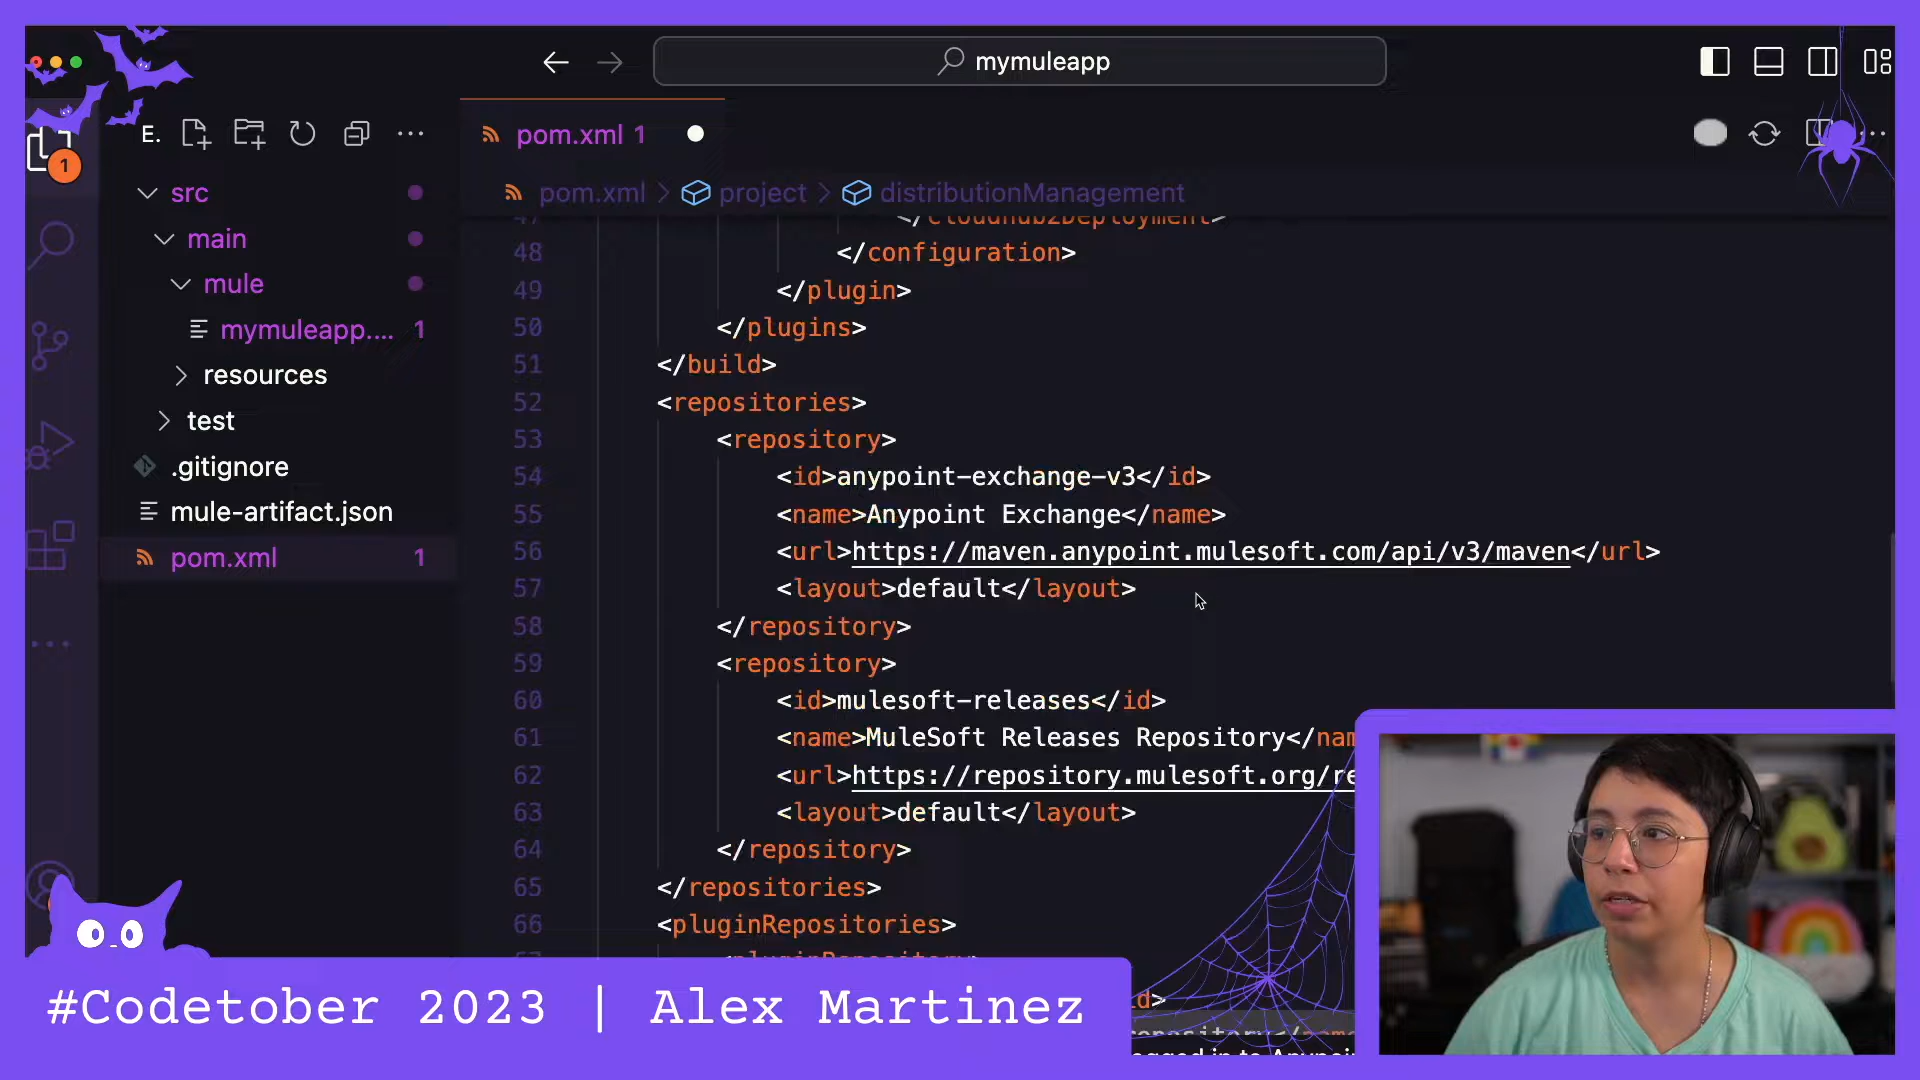 mymuleapp
E.
pom.xml 1
1
pom.xml > project > distributionManagement
src
main
mule
mymuleapp.... 1
resources
test
.gitignore
mule-artifact.json
pom.xml 1
47 </cloudhub2Deployment>
48 </configuration>
49 </plugin>
50 </plugins>
51 </build>
52 <repositories>
53 <repository>
54 <id>anypoint-exchange-v3</id>
55 <name>Anypoint Exchange</name>
56 <url>https://maven.anypoint.mulesoft.com/api/v3/maven</url>
57 <layout>default</layout>
58 </repository>
59 <repository>
60 <id>mulesoft-releases</id>
61 <name>MuleSoft Releases Repository</nam
62 <url>https://repository.mulesoft.org/re
63 <layout>default</layout>
64 </repository>
65 </repositories>
66 <pluginRepositories>
#Codetober 2023 | Alex Martinez